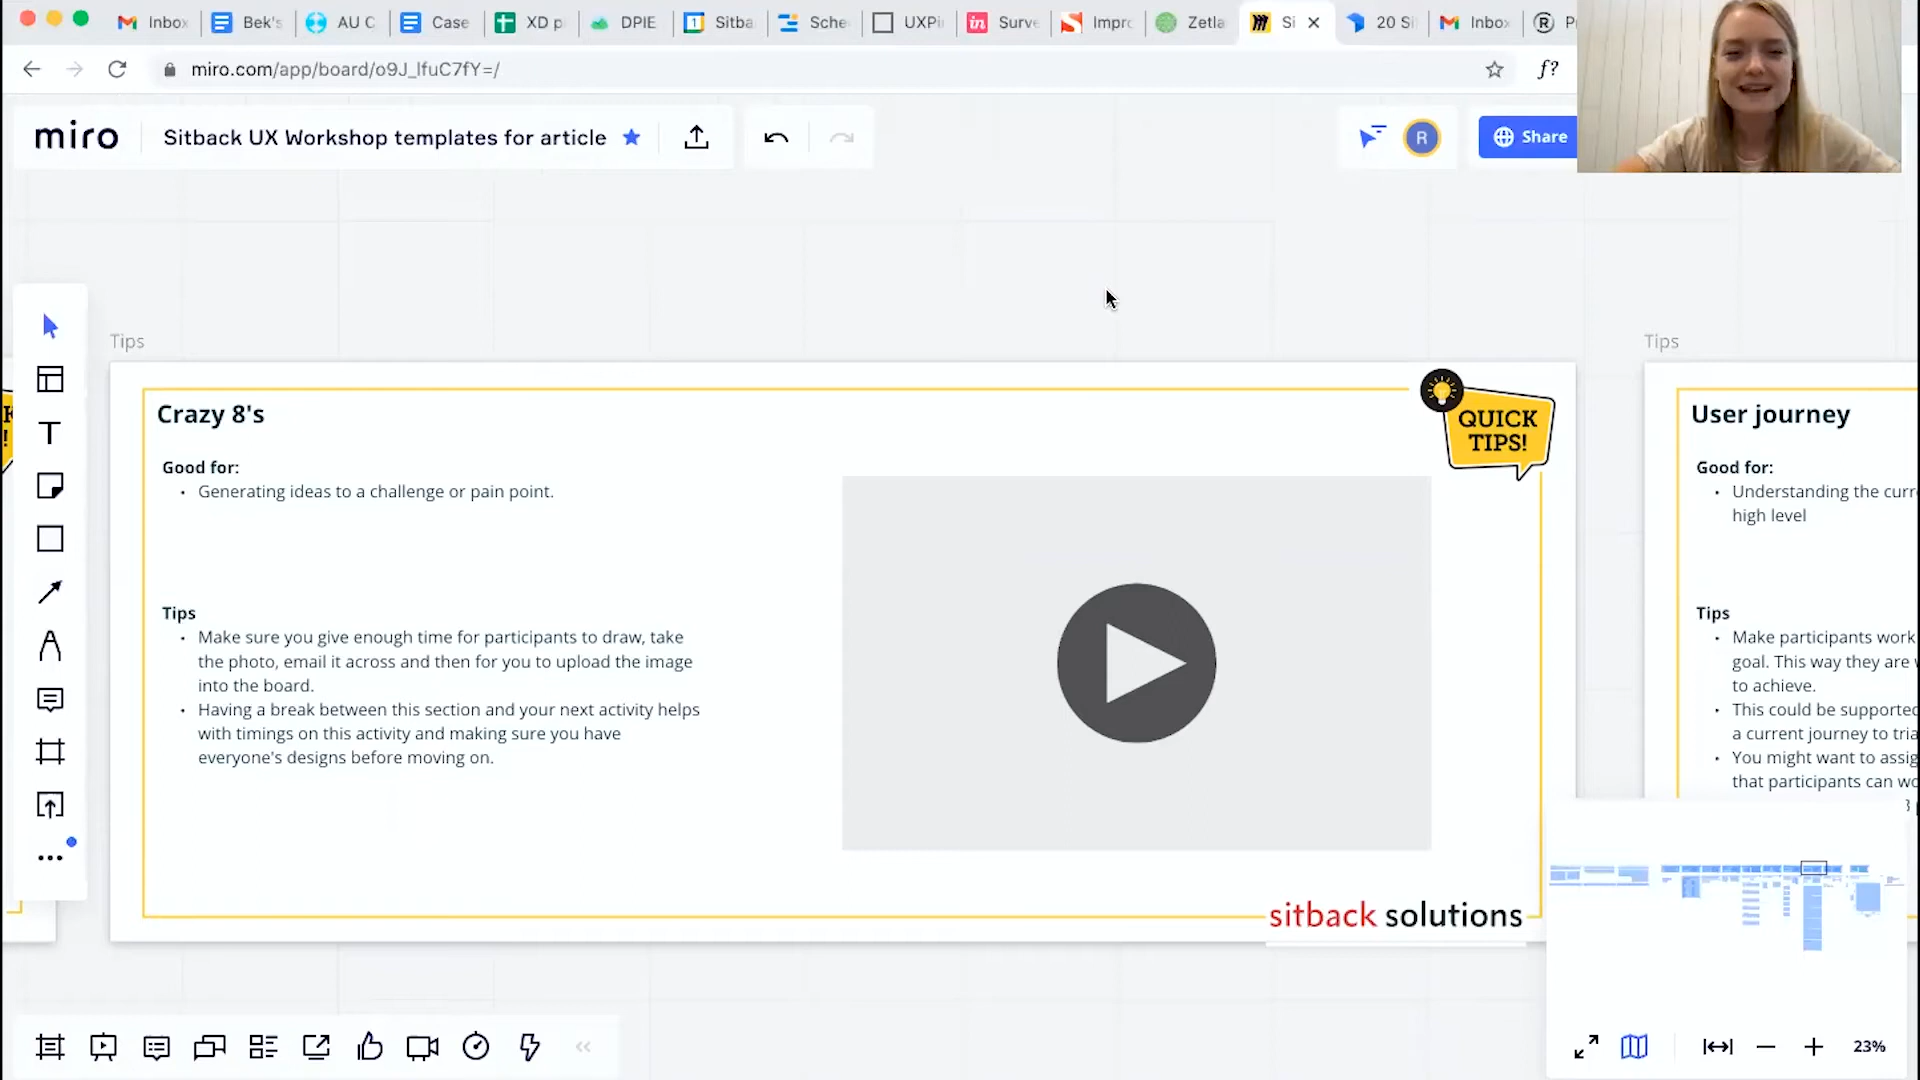 Inbox
Bek's
AU C
Case
XD p
DPIE
1
Sitba
Sche
UXPi
in
Surve
Impro
Zetla
Si
20 Si
Inbox
R
miro.com/app/board/o9J_lfuC7fY=/
f?
miro
Sitback UX Workshop templates for article
R
Share
Tips
Tips
Crazy 8's
QUICK
TIPS!
Good for:
• Generating ideas to a challenge or pain point.
Tips
• Make sure you give enough time for participants to draw, take
the photo, email it across and then for you to upload the image
into the board.
• Having a break between this section and your next activity helps
with timings on this activity and making sure you have
everyone's designs before moving on.
sitback solutions
User journey
Good for:
• Understanding the curr
high level
Tips
• Make participants work
goal. This way they are
to achieve.
• This could be supported
a current journey to tria
• You might want to assig
that participants can wo
23%